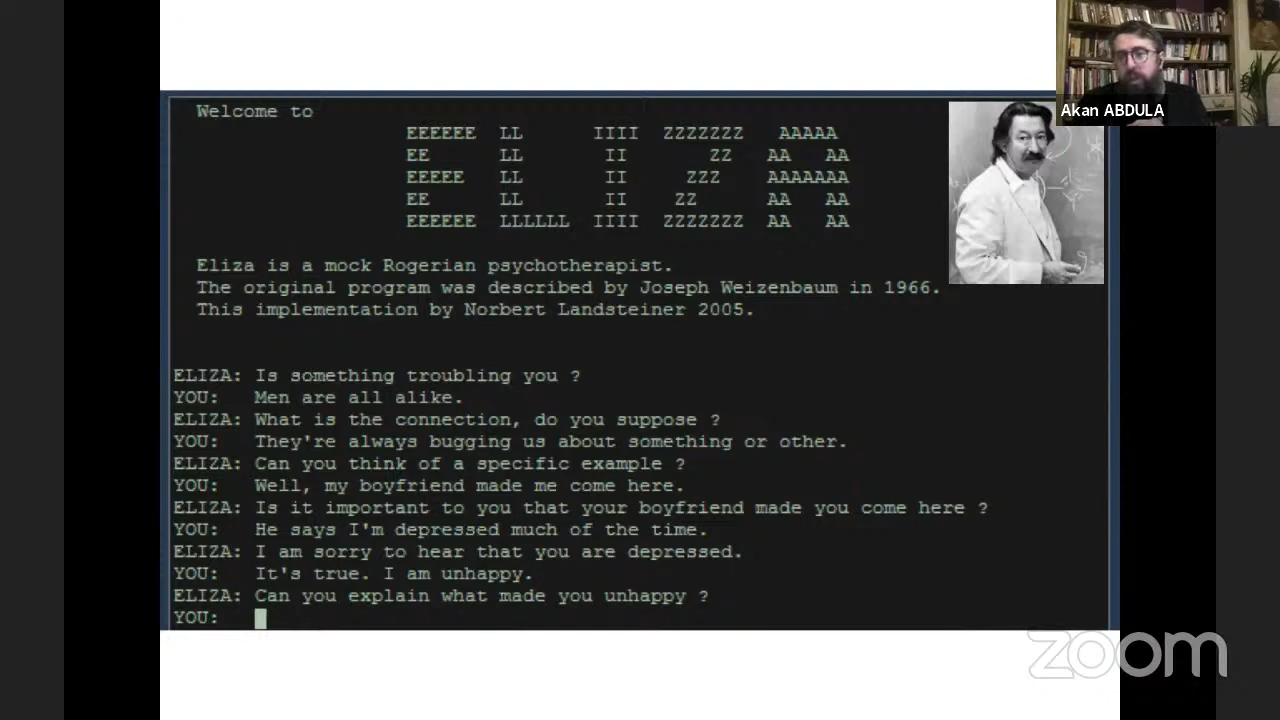 Akan ABDULA
Welcome to
EEEEEE LL IIII ZZZZZZZ AAAAA
EE LL II ZZ AA AA
EEEEE LL II ZZZ AAAAAAA
EE LL II ZZ AA AA
EEEEEE LLLLLL IIII ZZZZZZZ AA AA
Eliza is a mock Rogerian psychotherapist.
The original program was described by Joseph Weizenbaum in 1966.
This implementation by Norbert Landsteiner 2005.
ELIZA: Is something troubling you ?
YOU: Men are all alike.
ELIZA: What is the connection, do you suppose ?
YOU: They're always bugging us about something or other.
ELIZA: Can you think of a specific example ?
YOU: Well, my boyfriend made me come here.
ELIZA: Is it important to you that your boyfriend made you come here ?
YOU: He says I'm depressed much of the time.
ELIZA: I am sorry to hear that you are depressed.
YOU: It's true. I am unhappy.
ELIZA: Can you explain what made you unhappy ?
YOU:
zoom